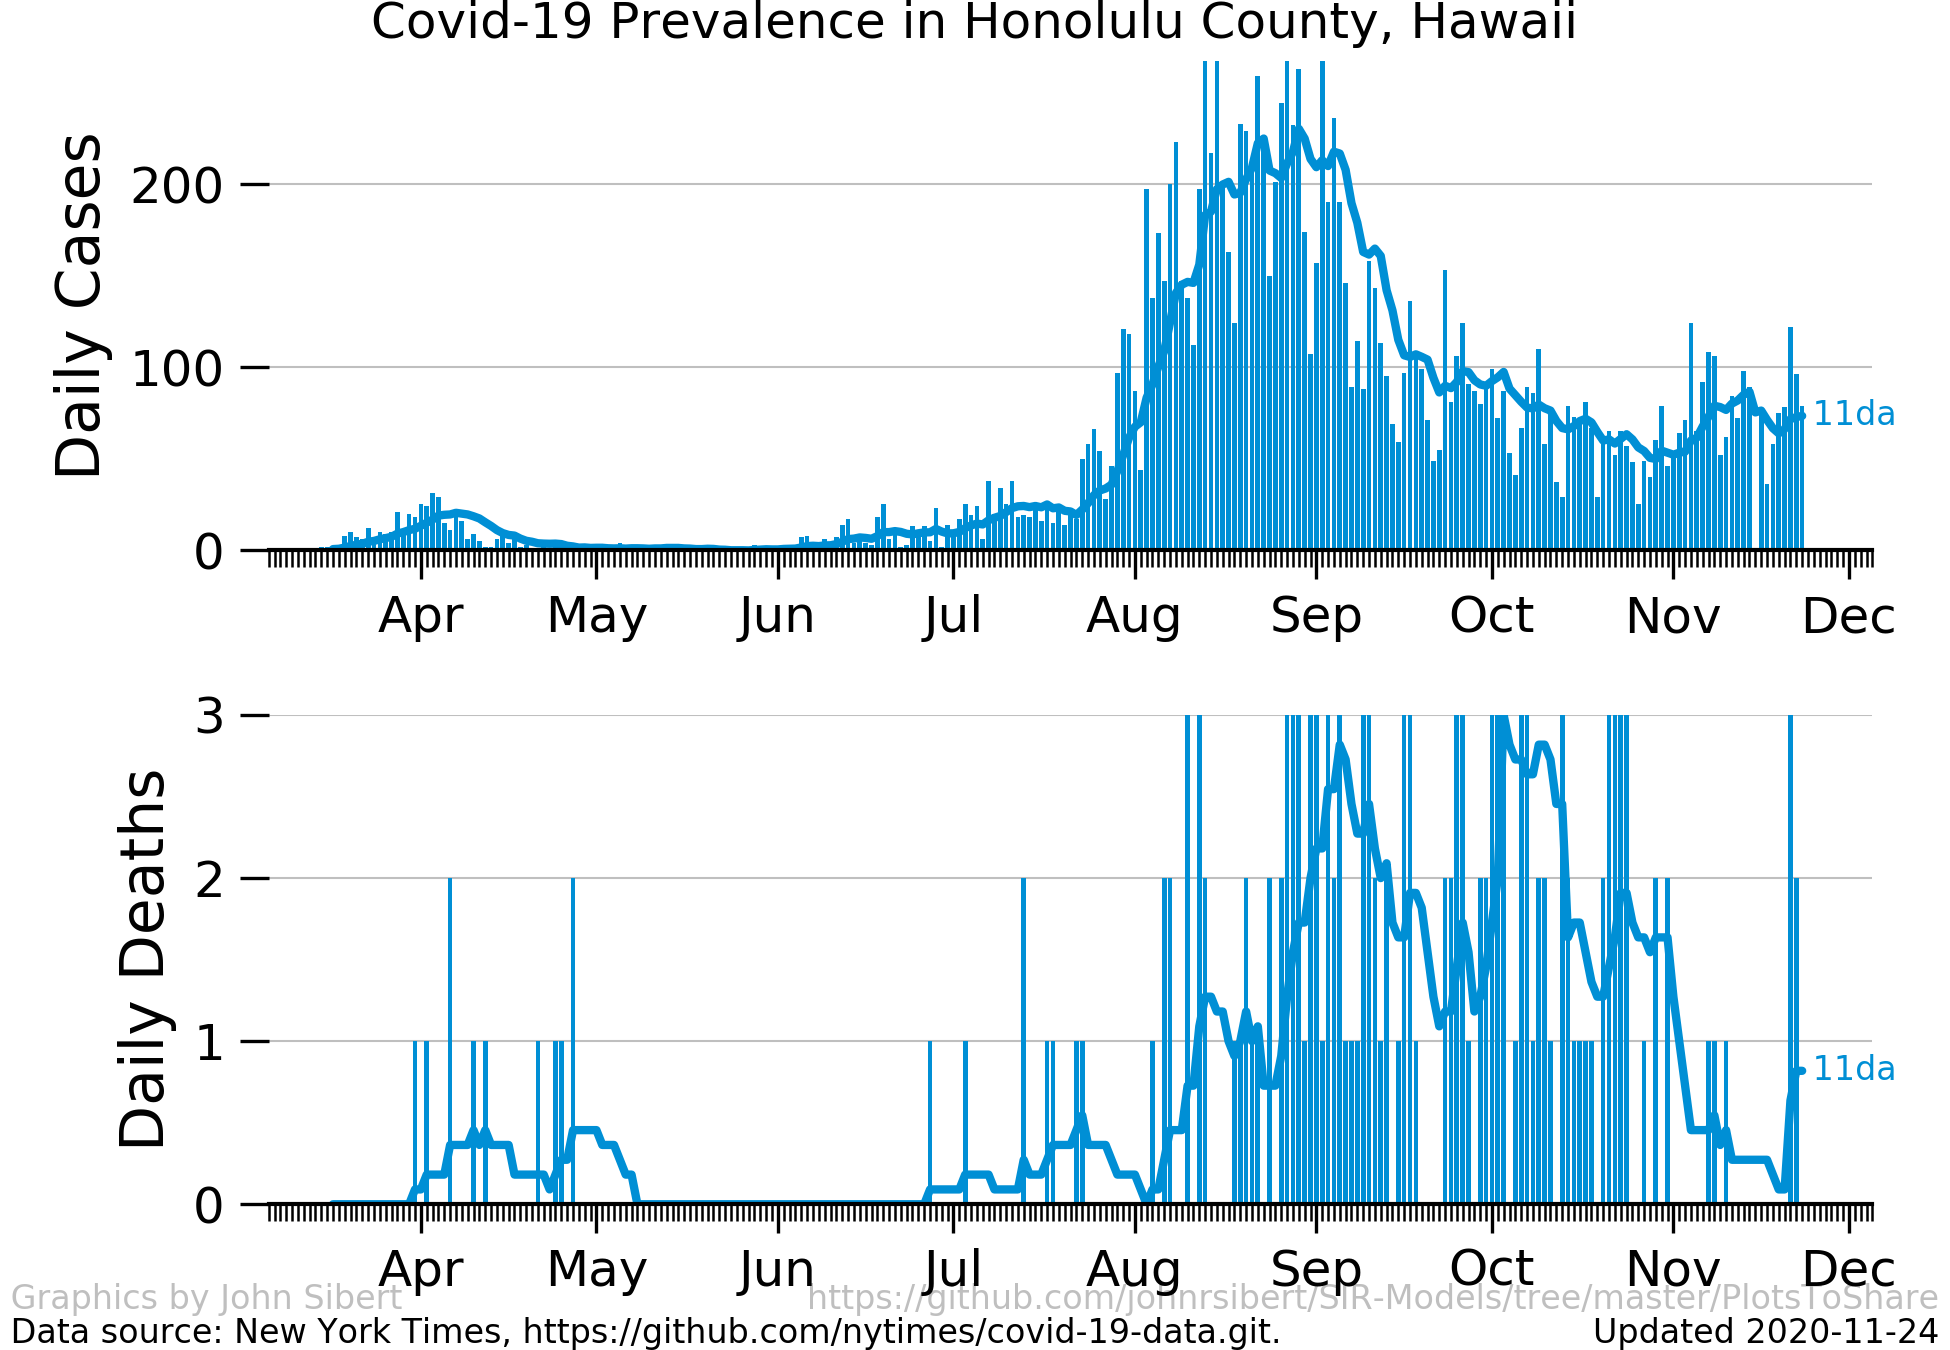 Covid-19 Prevalence in Honolulu County, Hawaii
Daily Cases
200
100
0
11da
Apr May Jun Jul Aug Sep Oct Nov Dec
Daily Deaths
3
2
1
0
11da
Apr May Jun Jul Aug Sep Oct Nov Dec
Graphics by John Sibert https://github.com/johnrsibert/SIR-Models/tree/master/PlotsToShare
Data source: New York Times, https://github.com/nytimes/covid-19-data.git. Updated 2020-11-24